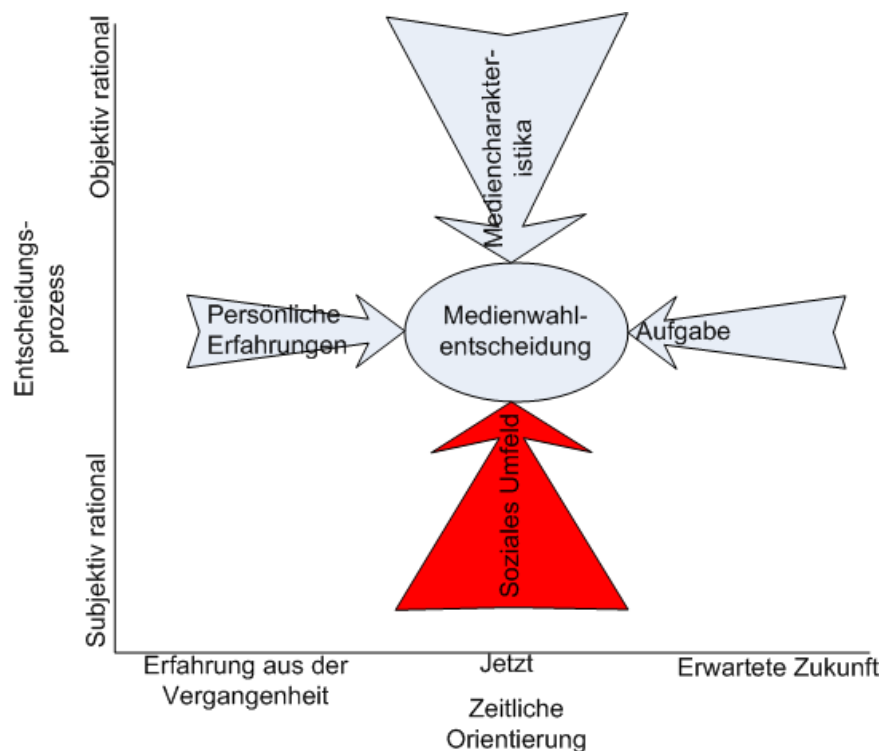 Objektiv rational
Mediencharakter-
istika
Entscheidungs-
prozess
Persönliche
Erfahrungen
Medienwahl-
entscheidung
Aufgabe
Subjektiv rational
Soziales Umfeld
Erfahrung aus der
Vergangenheit
Jetzt
Erwartete Zukunft
Zeitliche
Orientierung